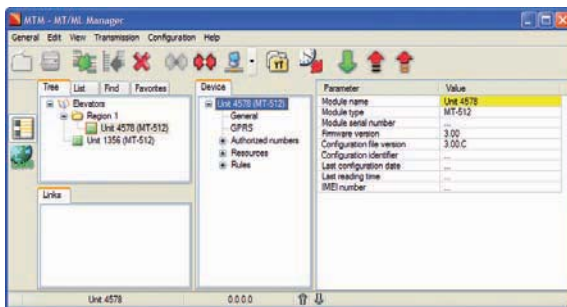 MTM - MT/ML Manager
General Edit View Transmission Configuration Help
Tree List Find Favorites
Elevators
Region 1
Unit 4578 (MT-512)
Unit 1356 (MT-512)
Links
Device
Unit 4578 (MT-512)
General
GPRS
Authorized numbers
Resources
Rules
Parameter Value
Module name Unit 4578
Module type MT-512
Module serial number ...
Firmware version 3.00
Configuration file version 3.00.C
Configuration identifier ...
Last configuration date ...
Last reading time ...
IMEI number ...
Unit 4578 0.0.0.0